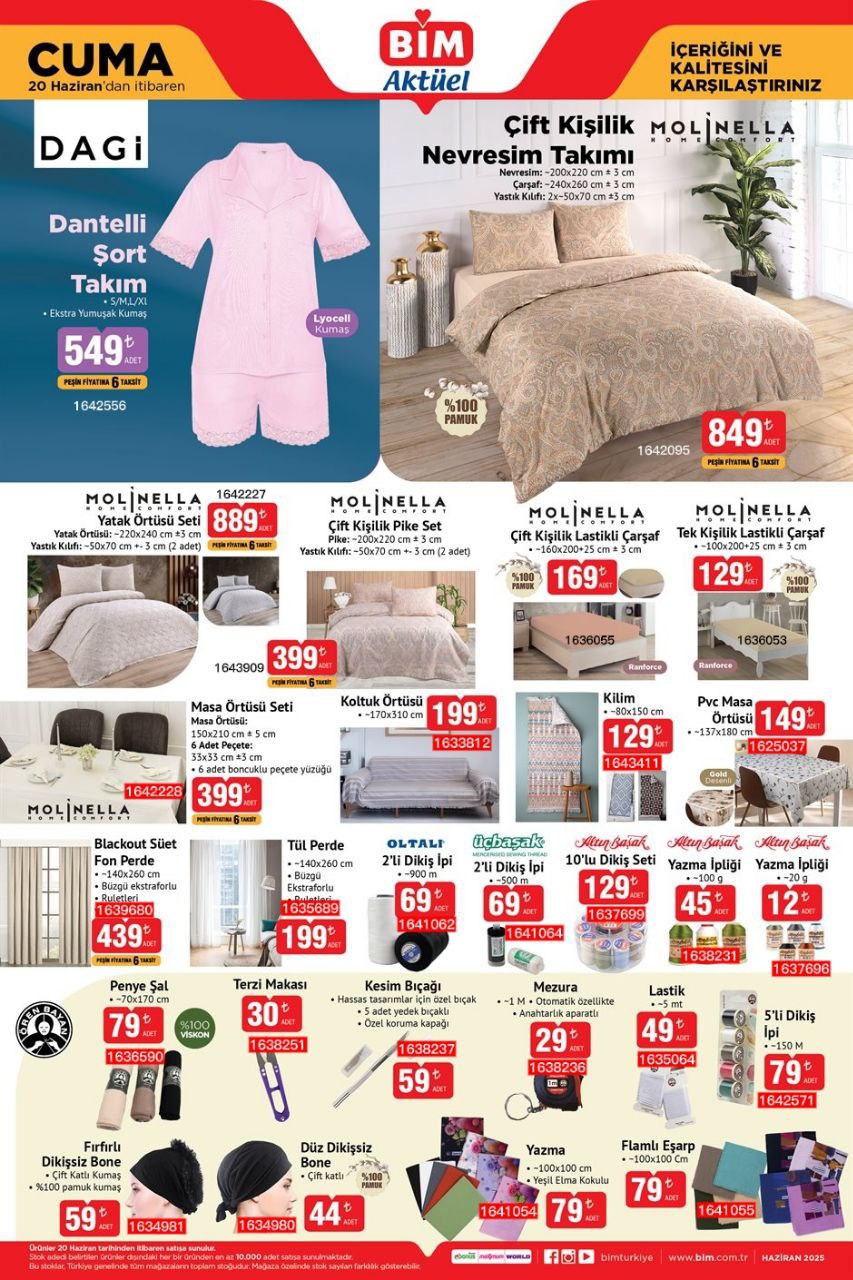 CUMA
20 Haziran'dan itibaren
BİM
Aktüel
İÇERİĞİNİ VE
KALİTESİNİ
KARŞILAŞTIRINIZ
DAGİ
Dantelli
Şort
Takım
• S/M,L/Xl
• Ekstra Yumuşak Kumaş
549₺
ADET
PEŞİN FİYATINA 6 TAKSİT
1642556
Lyocell
Kumaş
Çift Kişilik
Nevresim Takımı
Nevresim: ~200x220 cm ± 3 cm
Çarşaf: ~240x260 cm ± 3 cm
Yastık Kılıfı: 2x~50x70 cm ±3 cm
MOLINELLA
HOME COMFORT
%100
PAMUK
1642095
849₺
ADET
PEŞİN FİYATINA 6 TAKSİT
MOLINELLA
HOME COMFORT
1642227
Yatak Örtüsü Seti
Yatak Örtüsü: ~220x240 cm ±3 cm
Yastık Kılıfı: ~50x70 cm +- 3 cm (2 adet)
889₺
ADET
PEŞİN FİYATINA 6 TAKSİT
MOLINELLA
HOME COMFORT
Çift Kişilik Pike Set
Pike: ~200x220 cm ± 3 cm
Yastık Kılıfı: ~50x70 cm +- 3 cm (2 adet)
1643909
399₺
ADET
PEŞİN FİYATINA 6 TAKSİT
MOLINELLA
HOME COMFORT
Çift Kişilik Lastikli Çarşaf
• ~160x200+25 cm ± 3 cm
%100
PAMUK
169₺
ADET
1636055
Ranforce
MOLINELLA
HOME COMFORT
Tek Kişilik Lastikli Çarşaf
• ~100x200+25 cm ± 3 cm
129₺
ADET
%100
PAMUK
1636053
Ranforce
Masa Örtüsü Seti
Masa Örtüsü:
150x210 cm ± 5 cm
6 Adet Peçete:
33x33 cm ±3 cm
• 6 adet boncuklu peçete yüzüğü
1642228
MOLINELLA
HOME COMFORT
399₺
ADET
PEŞİN FİYATINA 6 TAKSİT
Koltuk Örtüsü
• ~170x310 cm
199₺
ADET
1633812
Kilim
• ~80x150 cm
129₺
ADET
1643411
Pvc Masa
Örtüsü
• ~137x180 cm
149₺
ADET
1625037
Gold
Desenli
Blackout Süet
Fon Perde
• ~140x260 cm
• Büzgü ekstraforlu
• Ruletleri
1639680
439₺
ADET
PEŞİN FİYATINA 6 TAKSİT
Tül Perde
• ~140x260 cm
• Büzgü
Ekstraforlu
• Ruletleri
1635689
199₺
ADET
OLTALI
2'li Dikiş İpi
• ~900 m
69₺
ADET
1641062
üçbaşak
MERCERISED SEWING THREAD
2'li Dikiş İpi
• ~500 m
69₺
ADET
1641064
Altın Başak
10'lu Dikiş Seti
129₺
ADET
1637699
Altın Başak
Yazma İpliği
• ~100 g
45₺
ADET
1638231
Altın Başak
Yazma İpliği
• ~20 g
12₺
ADET
1637696
ÖREN BAYAN
Penye Şal
• ~70x170 cm
79₺
ADET
%100
VİSKON
1636590
Terzi Makası
30₺
ADET
1638251
Kesim Bıçağı
• Hassas tasarımlar için özel bıçak
• 5 adet yedek bıçaklı
• Özel koruma kapağı
1638237
59₺
ADET
Mezura
• ~1 M • Otomatik özellikte
• Anahtarlık aparatlı
29₺
ADET
1638236
Lastik
• ~5 mt
49₺
ADET
1635064
5'li Dikiş
İpi
• ~150 M
79₺
ADET
1642571
Fırfırlı
Dikişsiz Bone
• Çift Katlı Kumaş
• %100 pamuk kumaş
59₺
ADET
1634981
Düz Dikişsiz
Bone
• Çift katlı
%100
PAMUK
1634980
44₺
ADET
Yazma
• ~100x100 cm
• Yeşil Elma Kokulu
1641054
79₺
ADET
Flamlı Eşarp
• ~100x100 Cm
79₺
ADET
1641055
Ürünler 20 Haziran tarihinden itibaren satışa sunulur.
Stok adedi belirtilen ürünler dışındaki her bir üründen en az 10.000 adet satışa sunulmaktadır.
Bu stoklar, Türkiye genelinde tüm mağazaların toplam stoğudur. Mağaza özelinde stok sayıları farklılık gösterebilir.
bonus maximum WORLD
bimturkiye
www.bim.com.tr
HAZİRAN 2025